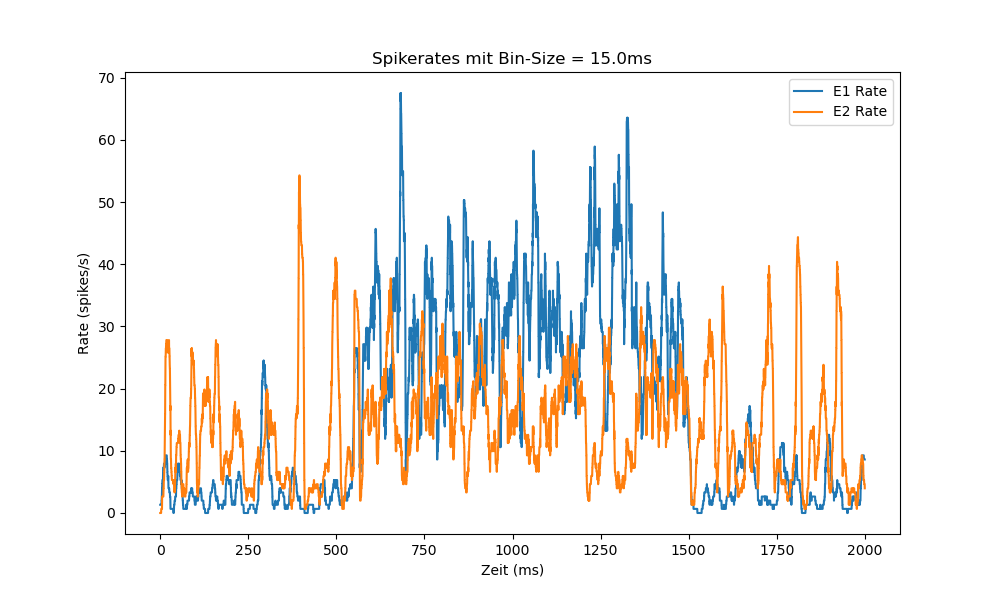 Spikerates mit Bin-Size = 15.0ms
E1 Rate
E2 Rate
70
60
50
40
30
20
10
0
Rate (spikes/s)
0 250 500 750 1000 1250 1500 1750 2000
Zeit (ms)